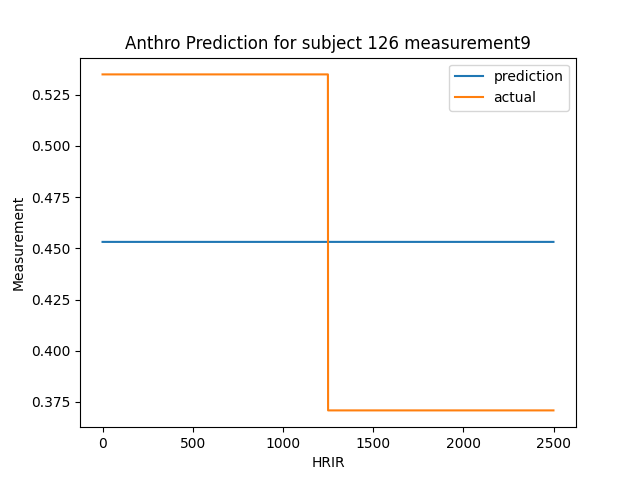 Anthro Prediction for subject 126 measurement9
prediction
actual
0.525
0.500
0.475
0.450
0.425
0.400
0.375
Measurement
0 500 1000 1500 2000 2500
HRIR